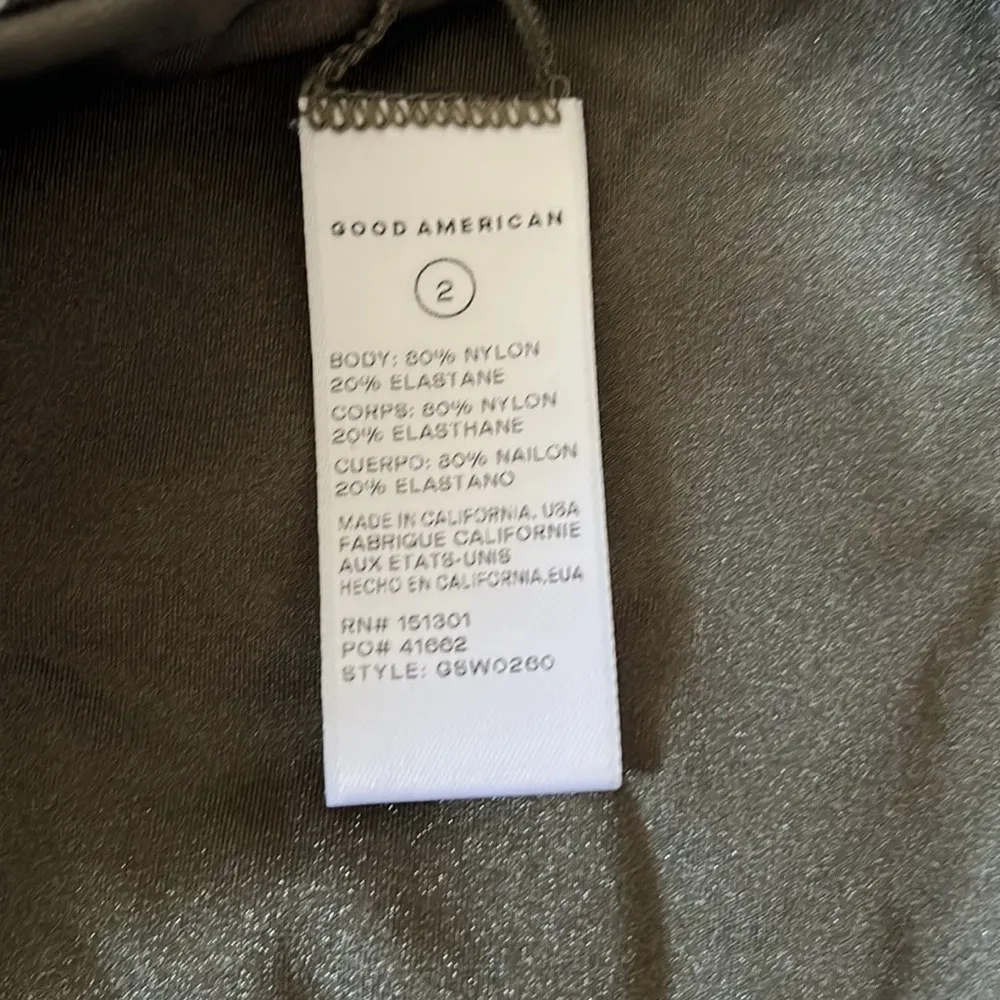 GOOD AMERICAN
2
BODY: 80% NYLON
20% ELASTANE
CORPS: 80% NYLON
20% ELASTHANE
CUERPO: 80% NAILON
20% ELASTANO
MADE IN CALIFORNIA, USA
FABRIQUE CALIFORNIE
AUX ETATS-UNIS
HECHO EN CALIFORNIA,EUA
RN# 151301
PO# 41662
STYLE: GSW0260